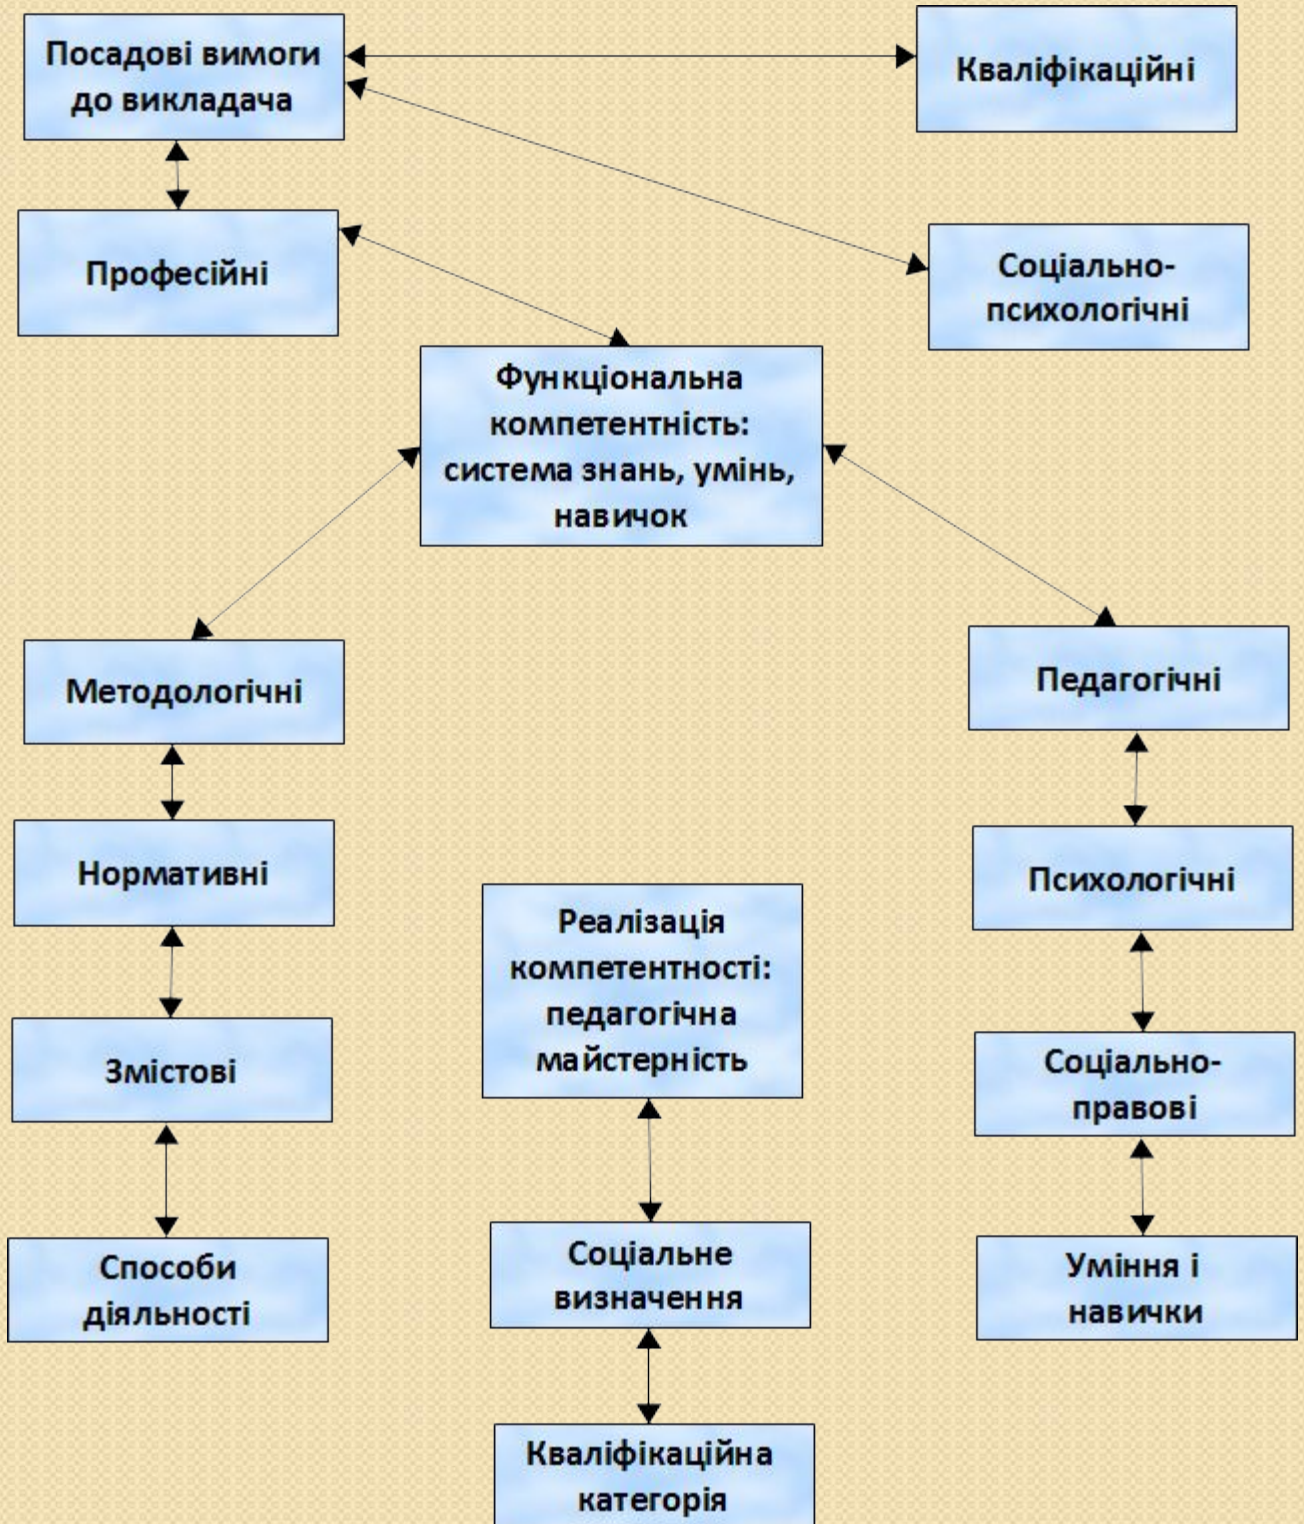 Посадові вимоги
до викладача
Кваліфікаційні
Професійні
Соціально-
психологічні
Функціональна
компетентність:
система знань, умінь,
навичок
Методологічні
Педагогічні
Нормативні
Психологічні
Реалізація
компетентності:
педагогічна
майстерність
Змістові
Соціально-
правові
Способи
діяльності
Соціальне
визначення
Уміння і
навички
Кваліфікаційна
категорія